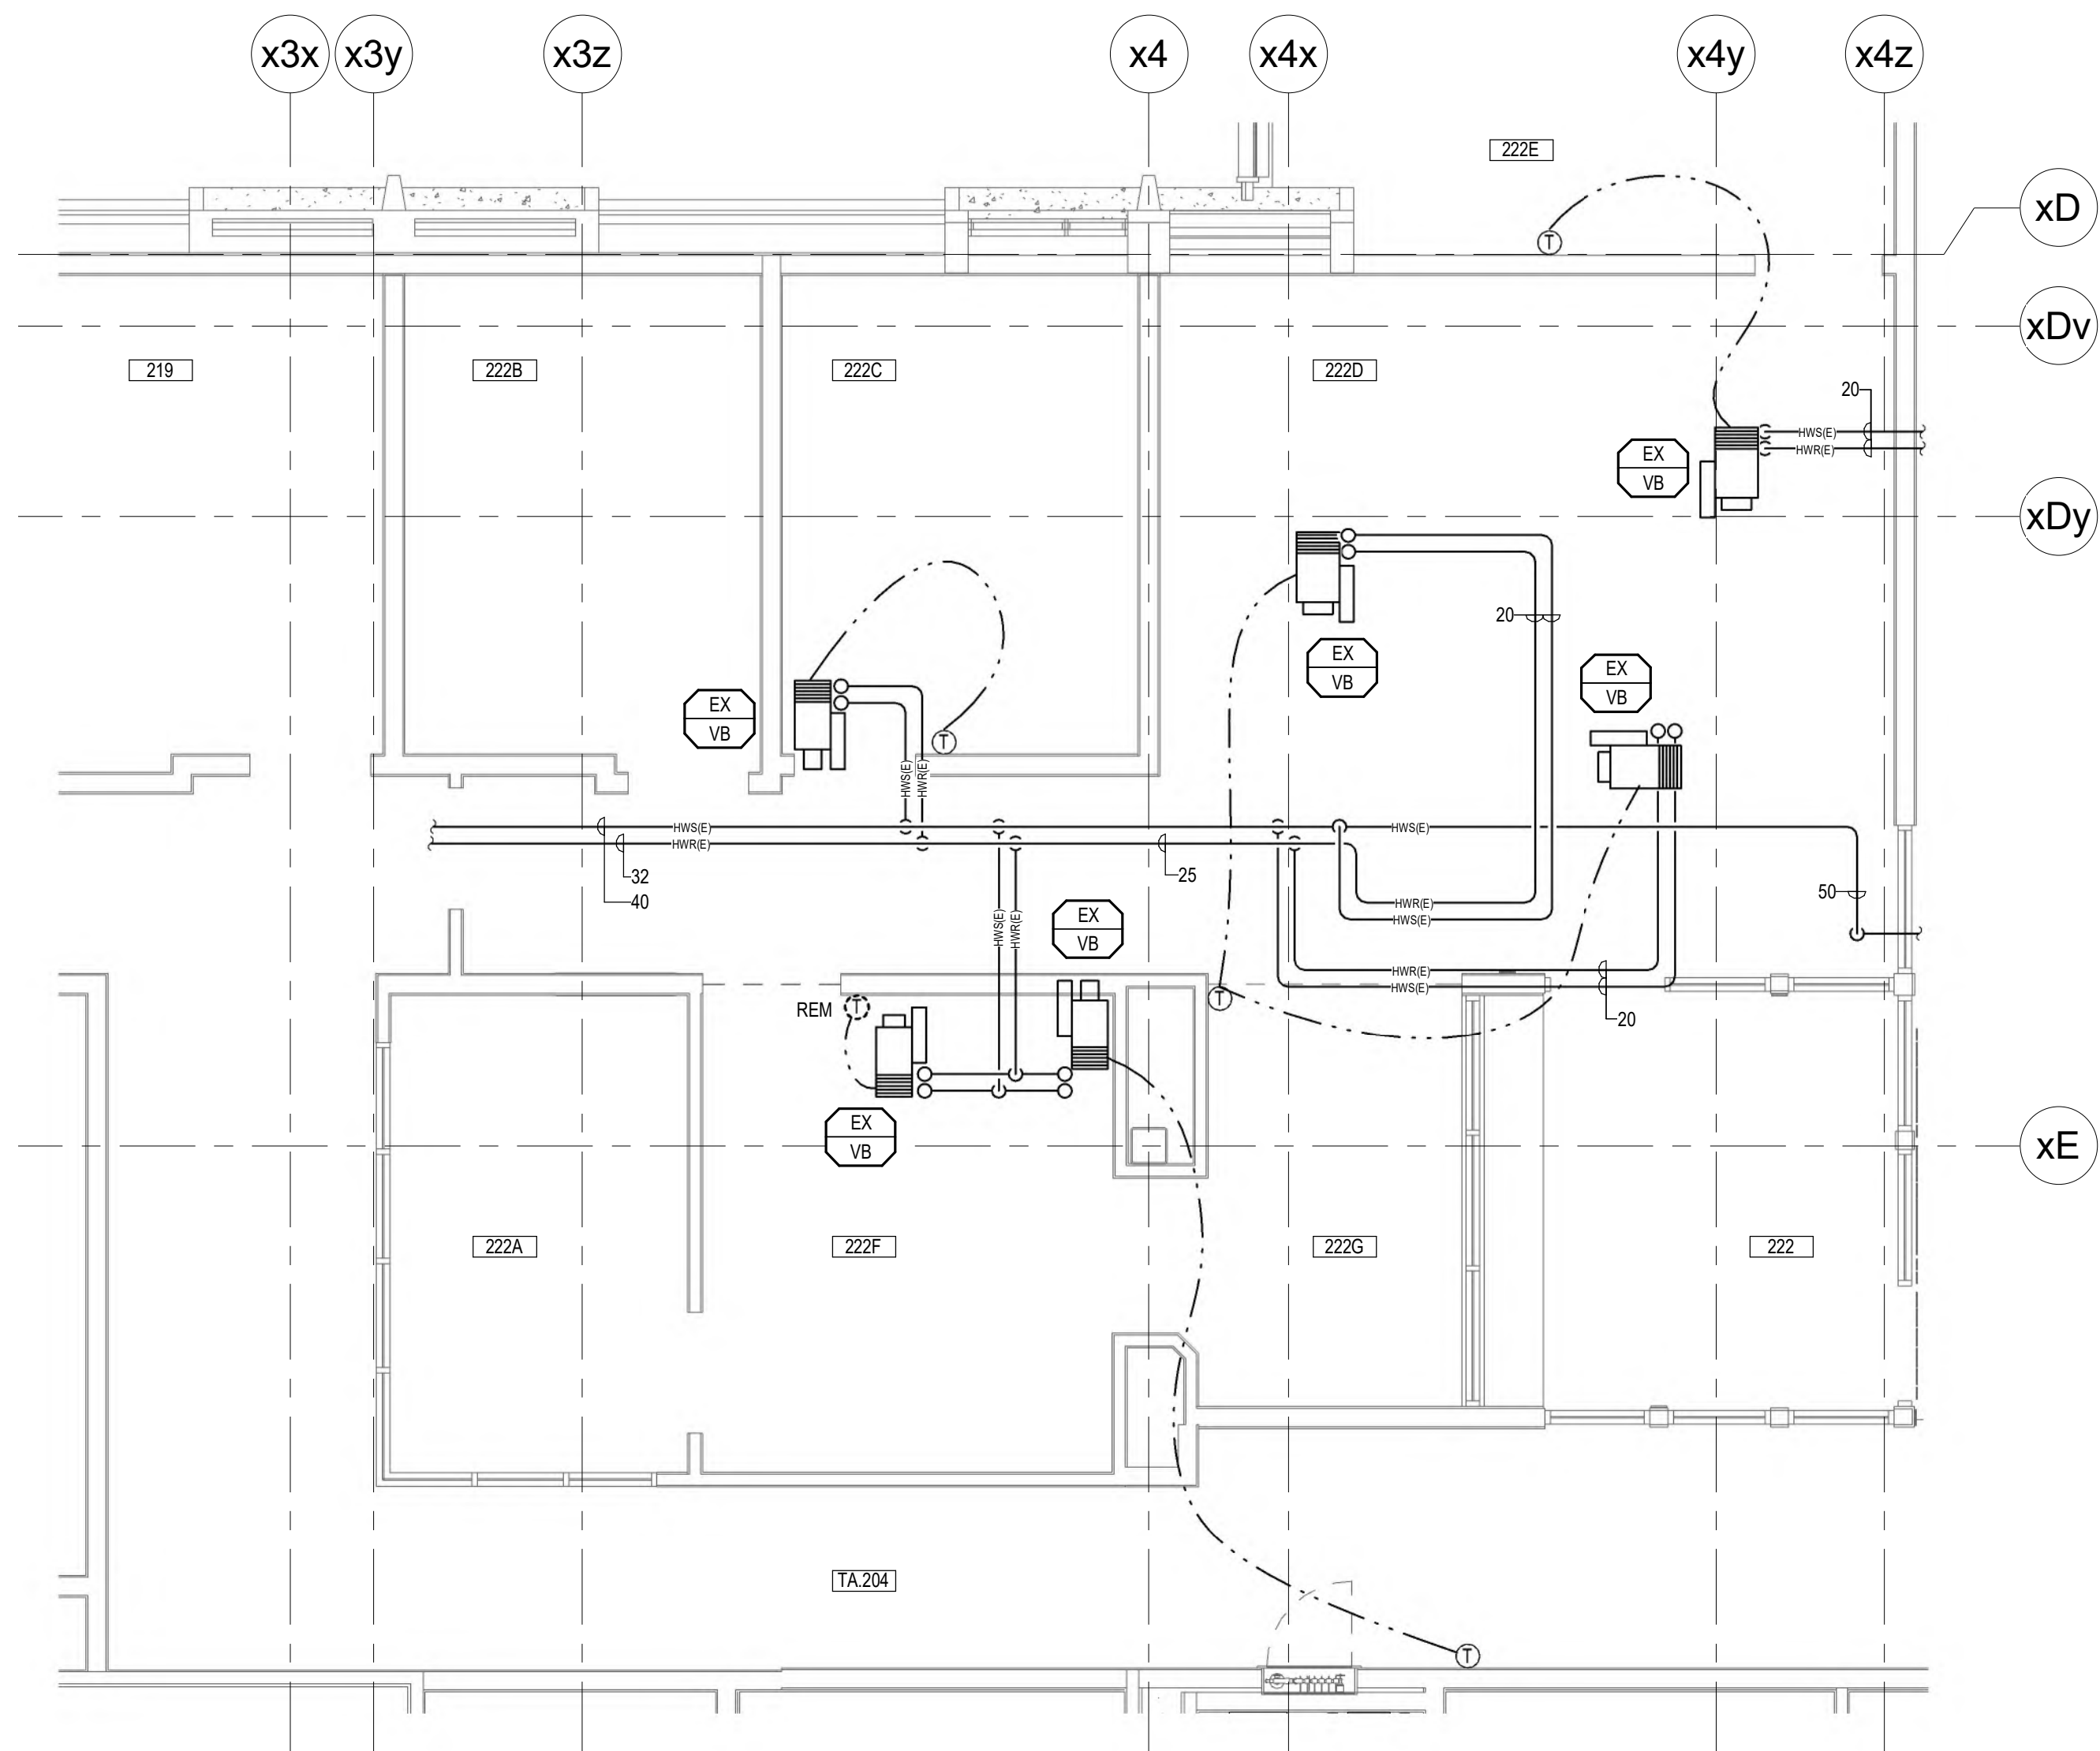 x3x x3y x3z x4 x4x x4y x4z
222E
xD
xDv
219 222B 222C 222D
20
HWS(E)
HWR(E)
EX
VB
xDy
20
EX
VB
EX
VB
EX
VB
HWS(E)
HWR(E)
T
T
HWS(E) HWS(E)
HWR(E)
32
40
25
50
HWR(E)
HWS(E)
EX
VB
HWS(E)
HWR(E)
HWR(E)
HWS(E)
20
REM T
T
EX
VB
xE
222A 222F 222G 222
TA.204
T